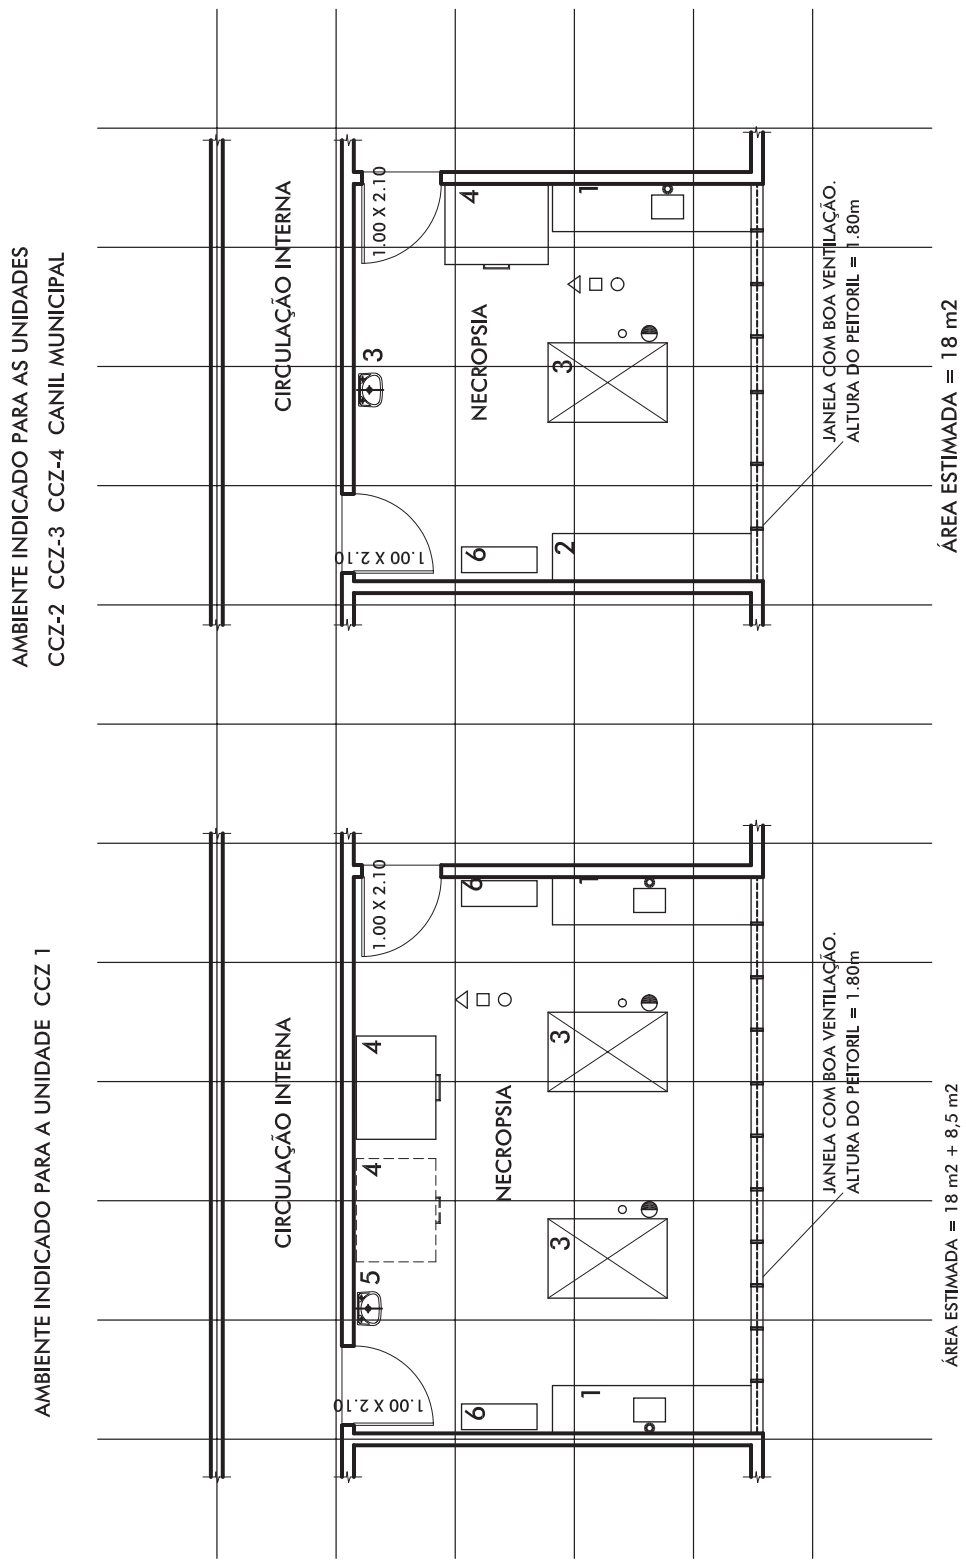 AMBIENTE INDICADO PARA A UNIDADE CCZ 1
CIRCULAÇÃO INTERNA
1.00 X 2.10
5
4
4
1.00 X 2.10
6
NECROPSIA
6
1
3
3
1
JANELA COM BOA VENTILAÇÃO.
ALTURA DO PEITORIL = 1.80m
ÁREA ESTIMADA = 18 m2 + 8,5 m2
AMBIENTE INDICADO PARA AS UNIDADES
CCZ-2 CCZ-3 CCZ-4 CANIL MUNICIPAL
CIRCULAÇÃO INTERNA
1.00 X 2.10
3
1.00 X 2.10
6
NECROPSIA
4
2
3
1
JANELA COM BOA VENTILAÇÃO.
ALTURA DO PEITORIL = 1.80m
ÁREA ESTIMADA = 18 m2